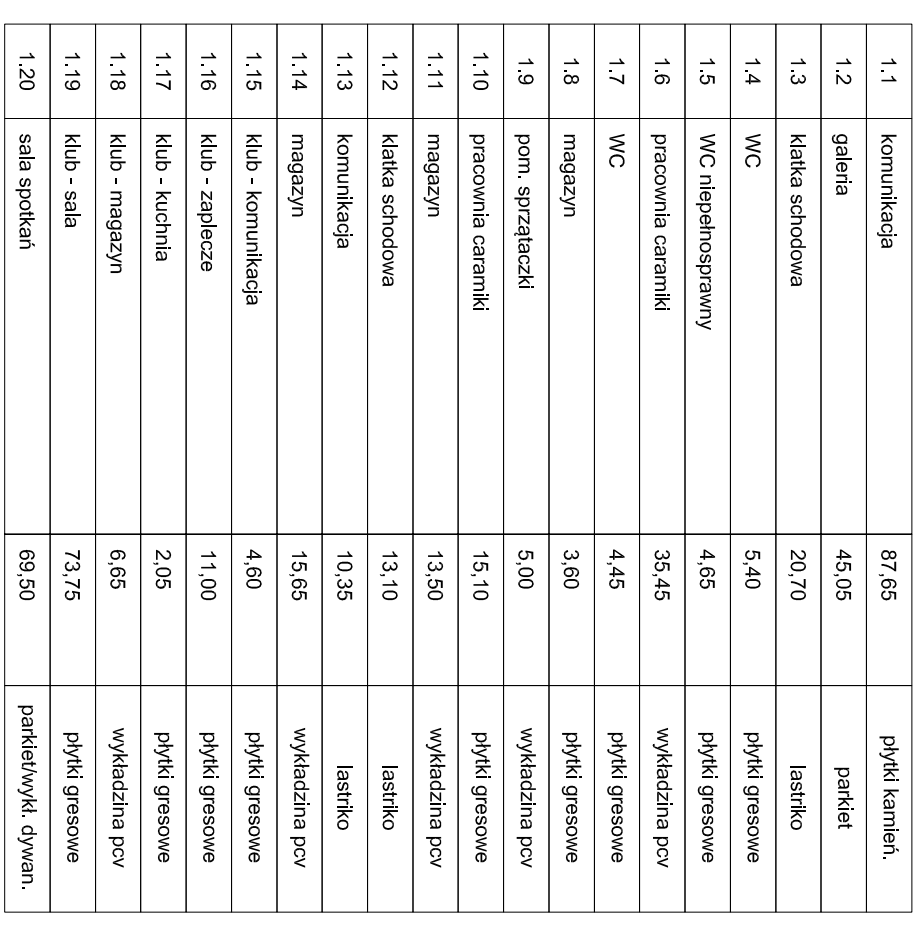 1.1 komunikacja 87,65 płytki kamień.
1.2 galeria 45,05 parkiet
1.3 klatka schodowa 20,70 lastriko
1.4 WC 5,40 płytki gresowe
1.5 WC niepełnosprawny 4,65 płytki gresowe
1.6 pracownia caramiki 35,45 wykładzina pcv
1.7 WC 4,45 płytki gresowe
1.8 magazyn 3,60 płytki gresowe
1.9 pom. sprzątaczki 5,00 wykładzina pcv
1.10 pracownia caramiki 15,10 płytki gresowe
1.11 magazyn 13,50 wykładzina pcv
1.12 klatka schodowa 13,10 lastriko
1.13 komunikacja 10,35 lastriko
1.14 magazyn 15,65 wykładzina pcv
1.15 klub - komunikacja 4,60 płytki gresowe
1.16 klub - zaplecze 11,00 płytki gresowe
1.17 klub - kuchnia 2,05 płytki gresowe
1.18 klub - magazyn 6,65 wykładzina pcv
1.19 klub - sala 73,75 płytki gresowe
1.20 sala spotkań 69,50 parkiet/wykł. dywan.